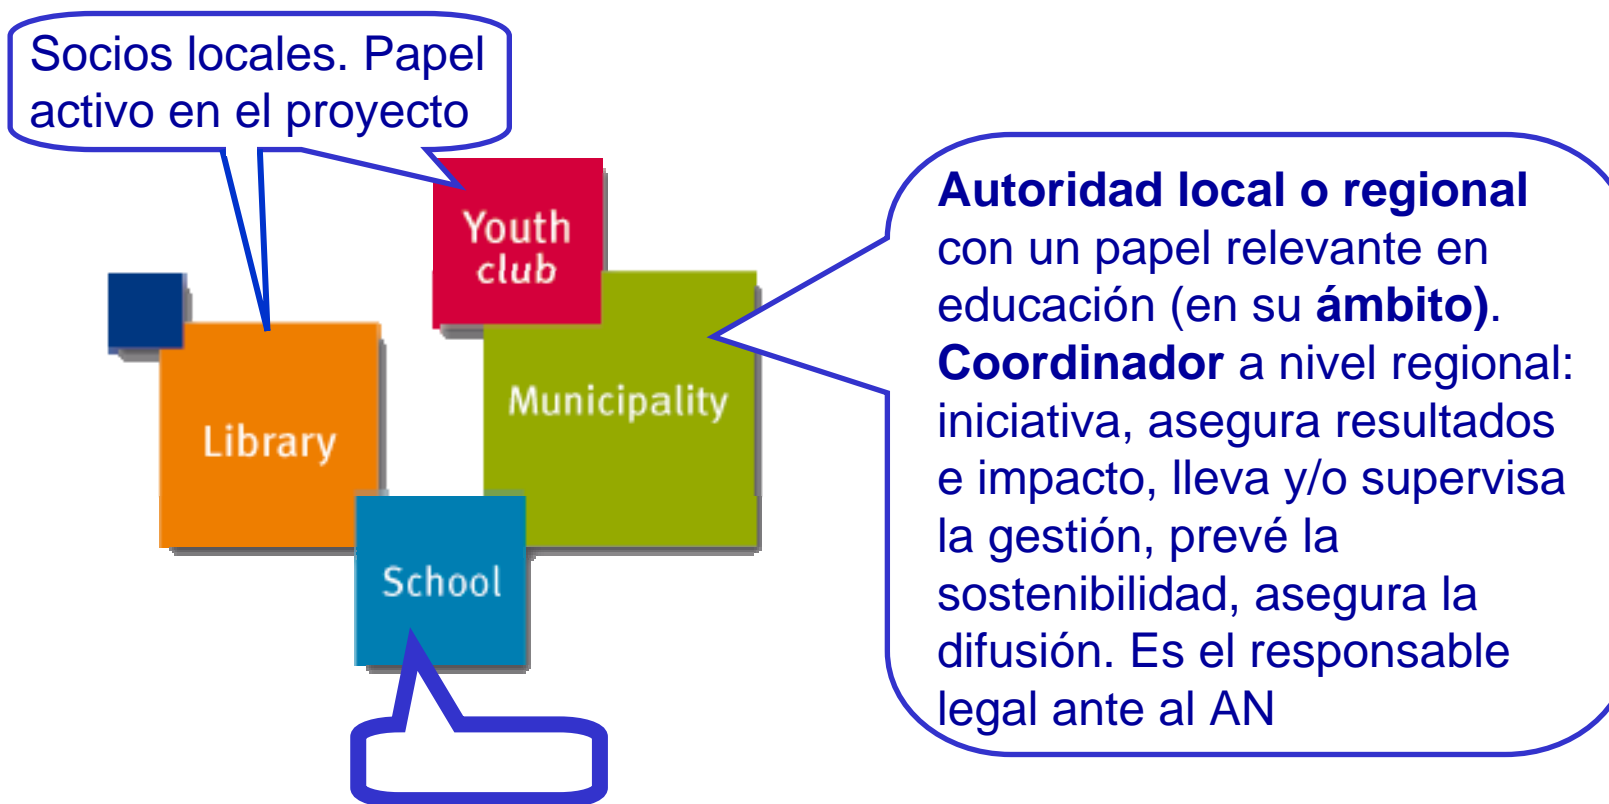 Socios locales. Papel
activo en el proyecto
Youth
club
Library
Municipality
School
Autoridad local o regional
con un papel relevante en
educación (en su ámbito).
Coordinador a nivel regional:
iniciativa, asegura resultados
e impacto, lleva y/o supervisa
la gestión, prevé la
sostenibilidad, asegura la
difusión. Es el responsable
legal ante al AN